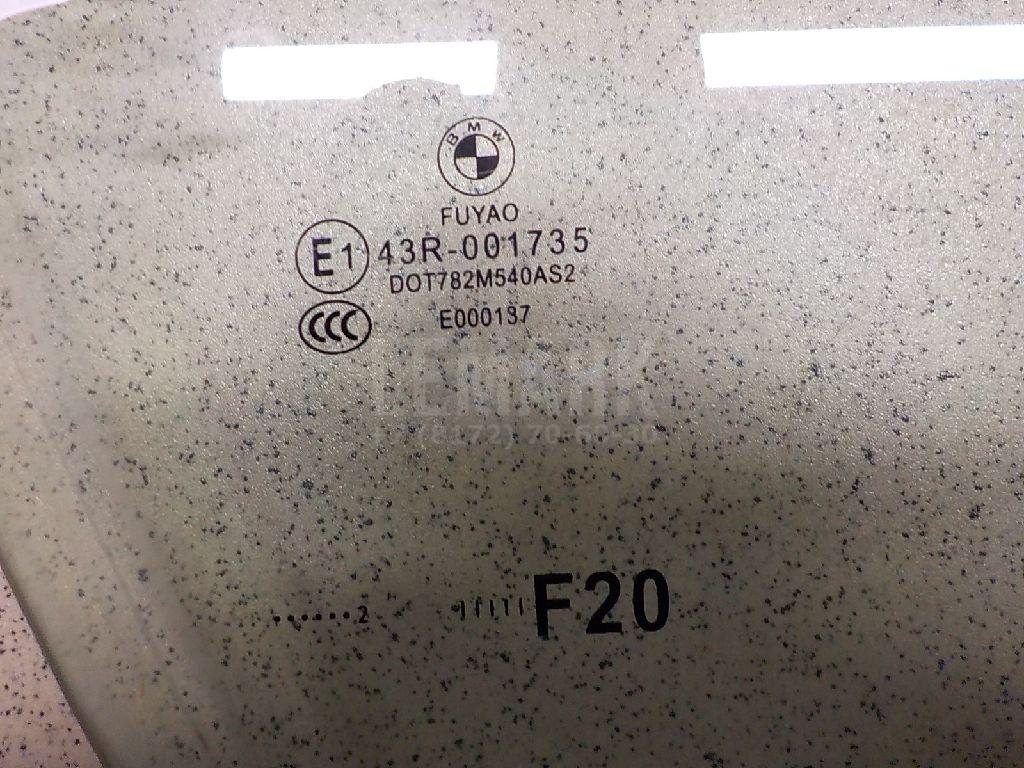 BMW
FUYAO
E1 43R-001735
DOT782M540AS2
CCC E000137
2 F20